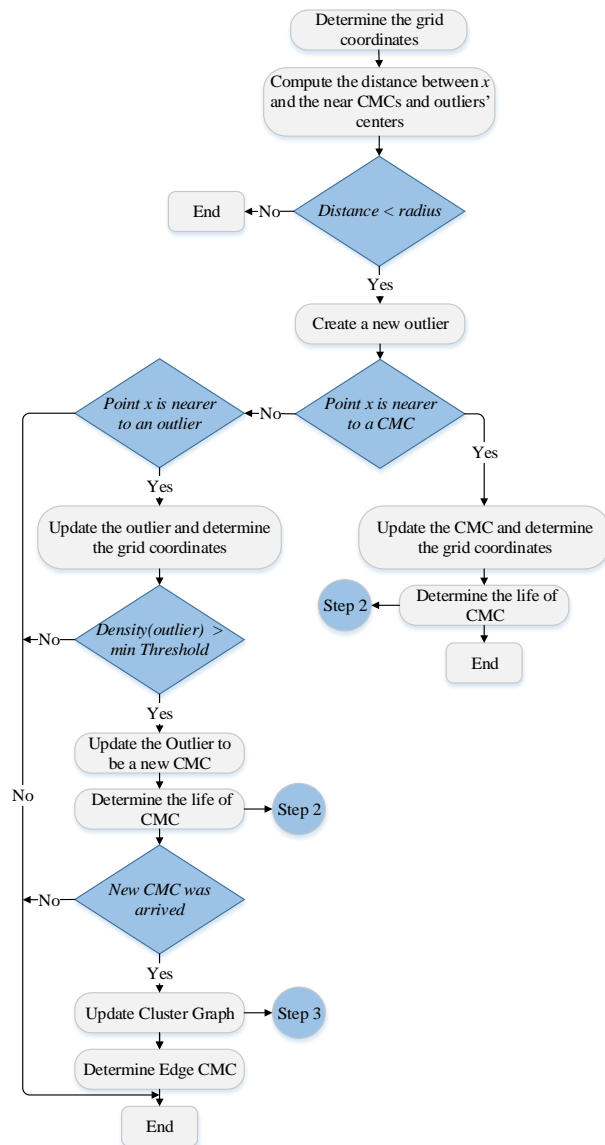 Determine the grid
coordinates
Compute the distance between x
and the near CMCs and outliers'
centers
End
No
Distance < radius
Yes
Create a new outlier
Point x is nearer
to an outlier
No
Point x is nearer
to a CMC
Yes
Yes
Update the outlier and determine
the grid coordinates
Update the CMC and determine
the grid coordinates
Step 2
Determine the life of
CMC
No
Density(outlier) >
min Threshold
End
Yes
Update the Outlier to
be a new CMC
No
Determine the life of
CMC
Step 2
No
New CMC was
arrived
Yes
Update Cluster Graph
Step 3
Determine Edge CMC
End